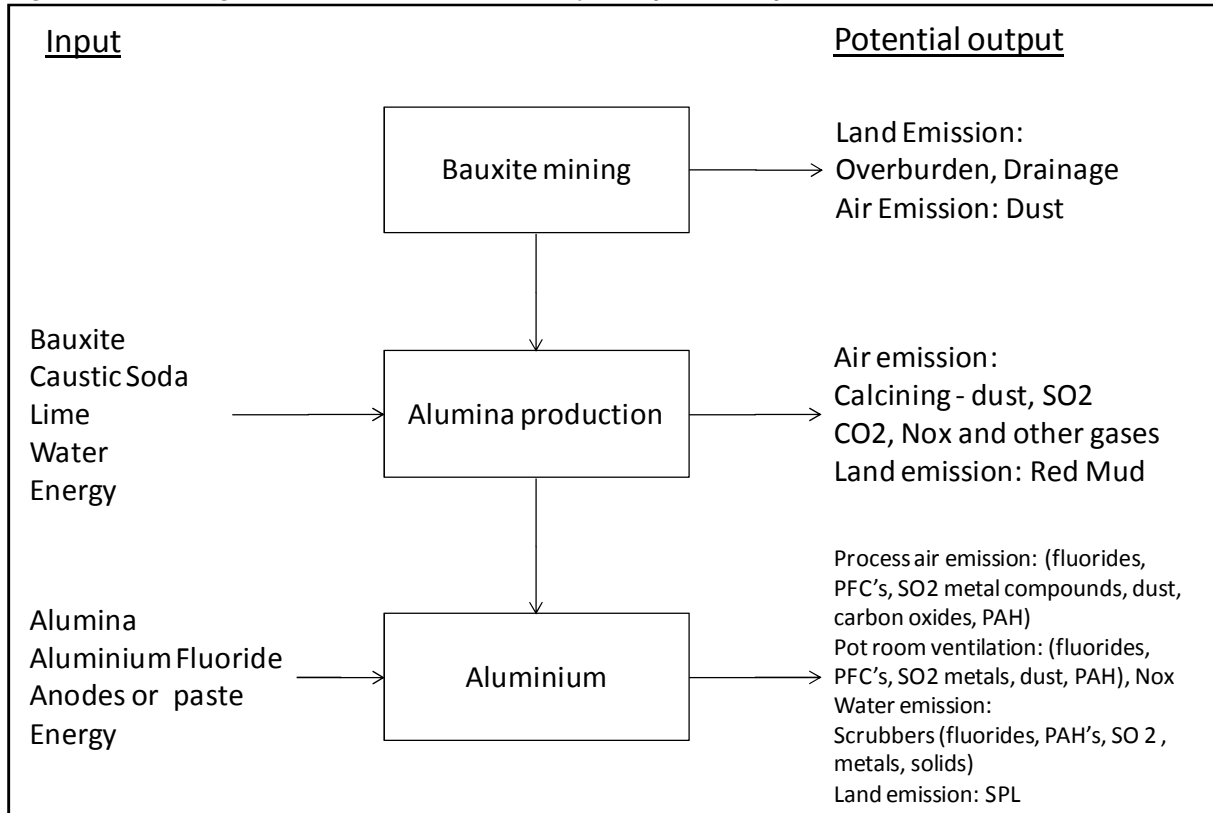 Input
Potential output
Bauxite mining
Land Emission:
Overburden, Drainage
Air Emission: Dust
Bauxite
Caustic Soda
Lime
Water
Energy
Alumina production
Air emission:
Calcining - dust, SO2
CO2, Nox and other gases
Land emission: Red Mud
Alumina
Aluminium Fluoride
Anodes or paste
Energy
Aluminium
Process air emission: (fluorides,
PFC's, SO2 metal compounds, dust,
carbon oxides, PAH)
Pot room ventilation: (fluorides,
PFC's, SO2 metals, dust, PAH), Nox
Water emission:
Scrubbers (fluorides, PAH's, SO 2 ,
metals, solids)
Land emission: SPL